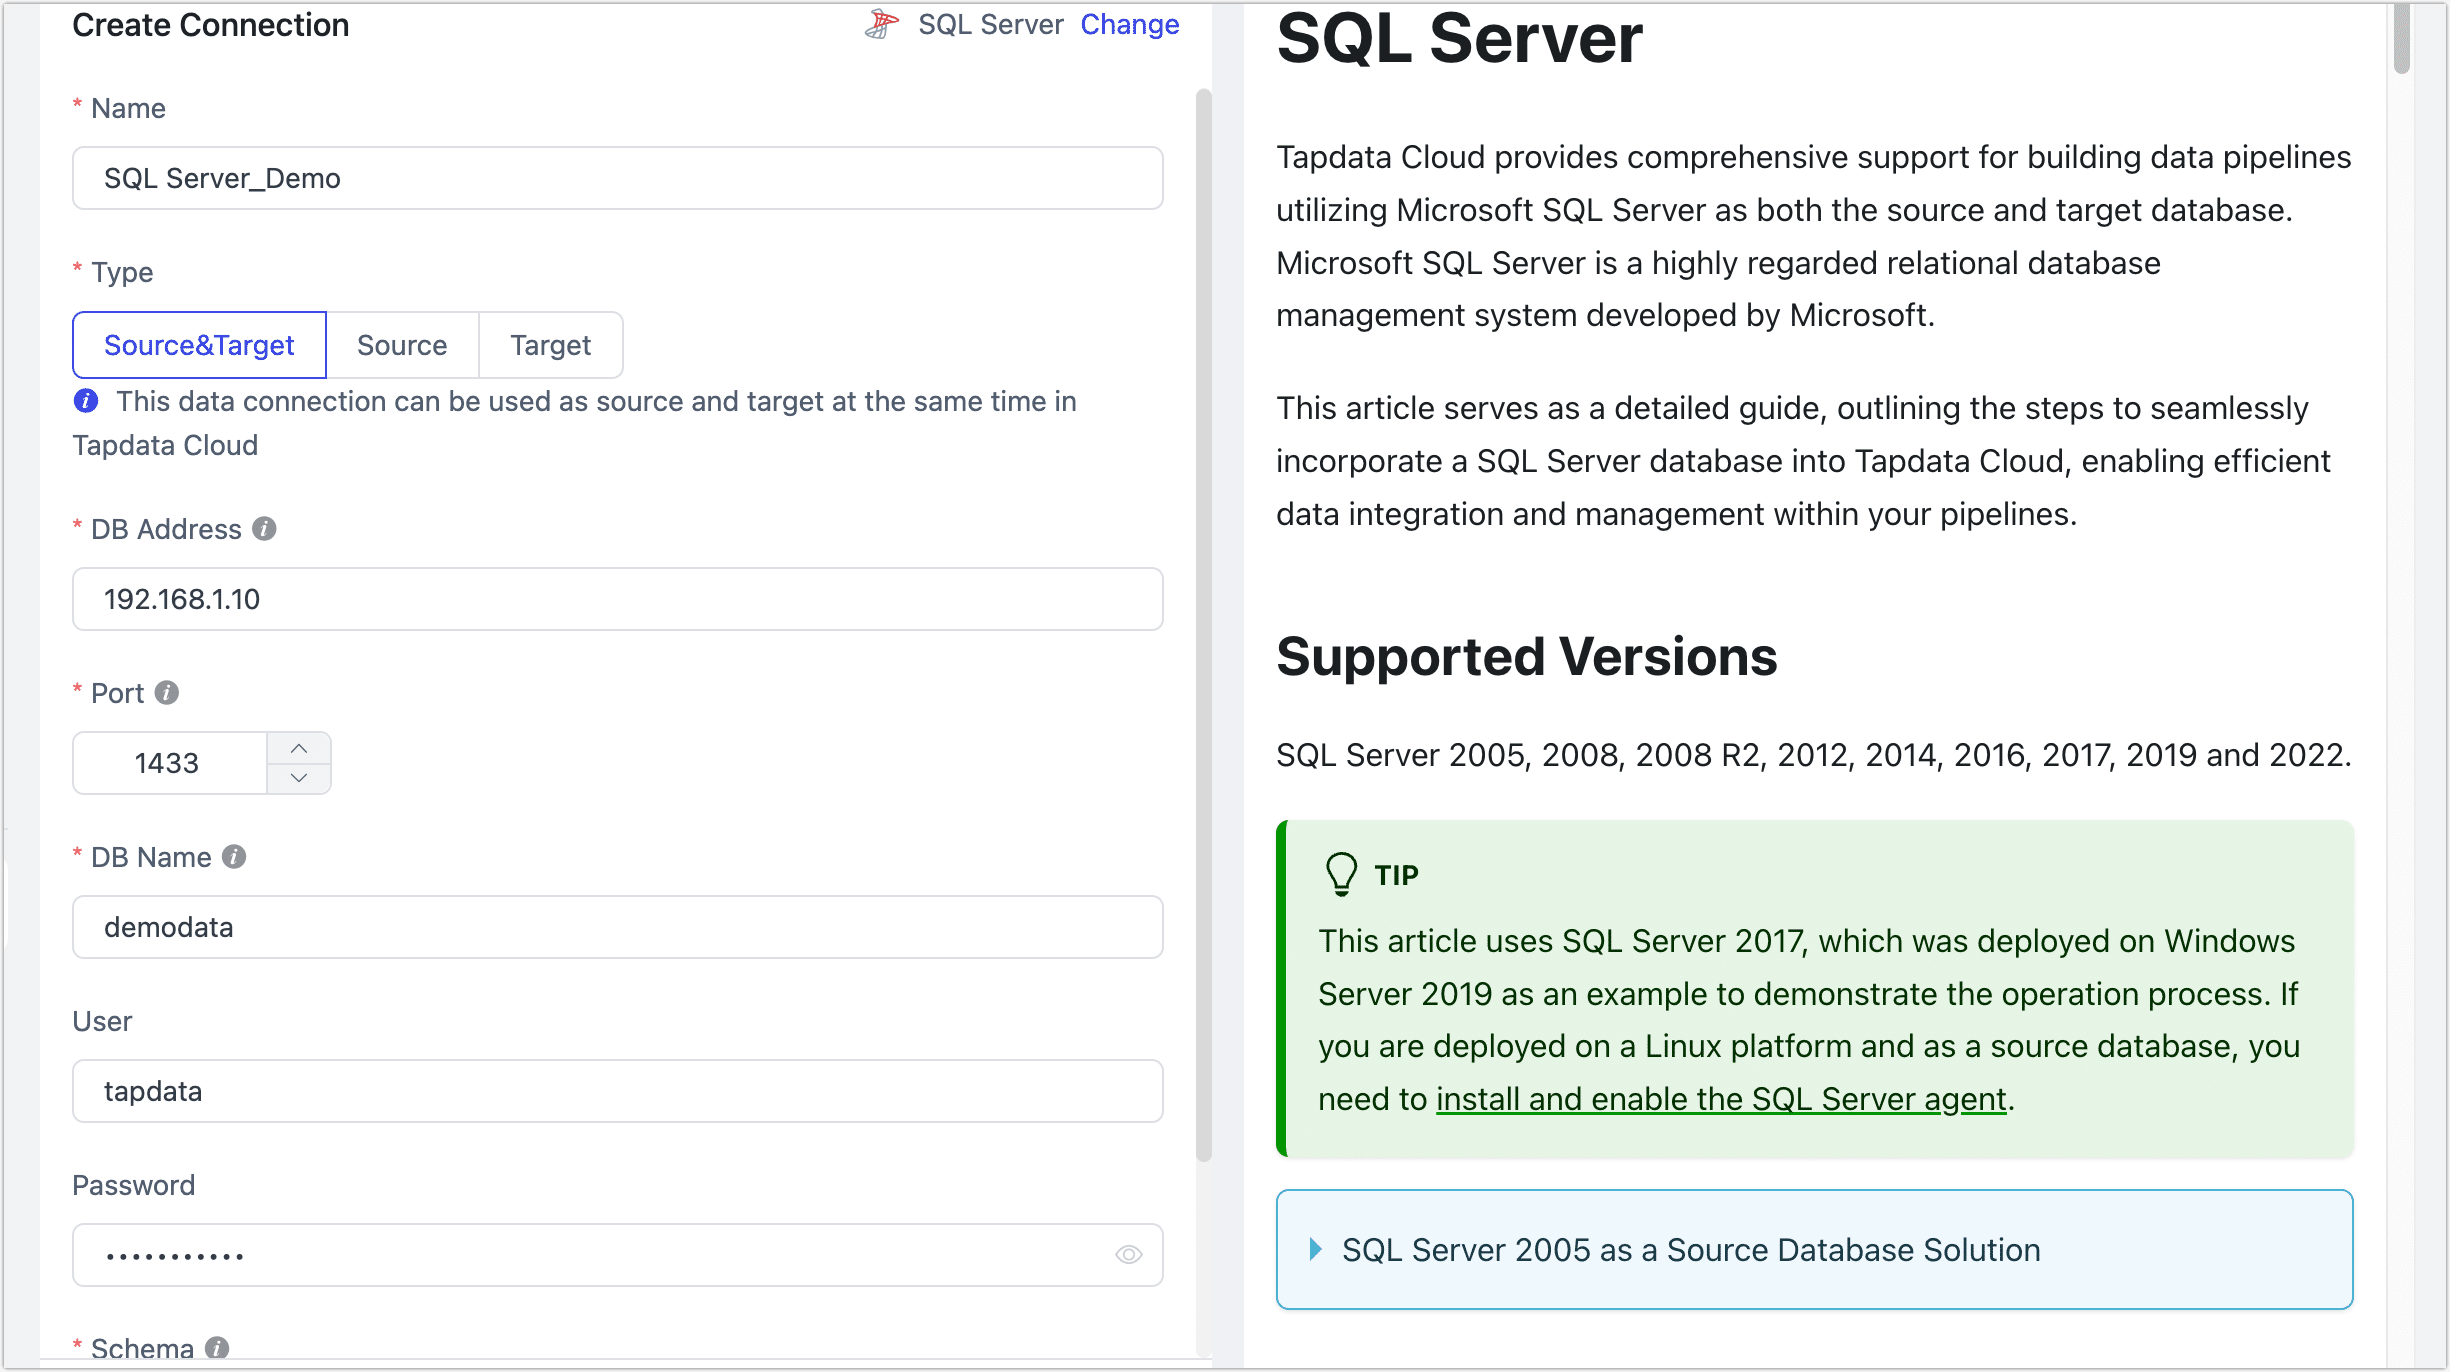 Create Connection
SQL Server Change
* Name
SQL Server_Demo
* Type
Source&Target
Source
Target
This data connection can be used as source and target at the same time in
Tapdata Cloud
* DB Address
192.168.1.10
* Port
1433
* DB Name
demodata
User
tapdata
Password
•••••••••••
* Schema
SQL Server
Tapdata Cloud provides comprehensive support for building data pipelines
utilizing Microsoft SQL Server as both the source and target database.
Microsoft SQL Server is a highly regarded relational database
management system developed by Microsoft.
This article serves as a detailed guide, outlining the steps to seamlessly
incorporate a SQL Server database into Tapdata Cloud, enabling efficient
data integration and management within your pipelines.
Supported Versions
SQL Server 2005, 2008, 2008 R2, 2012, 2014, 2016, 2017, 2019 and 2022.
TIP
This article uses SQL Server 2017, which was deployed on Windows
Server 2019 as an example to demonstrate the operation process. If
you are deployed on a Linux platform and as a source database, you
need to install and enable the SQL Server agent.
SQL Server 2005 as a Source Database Solution